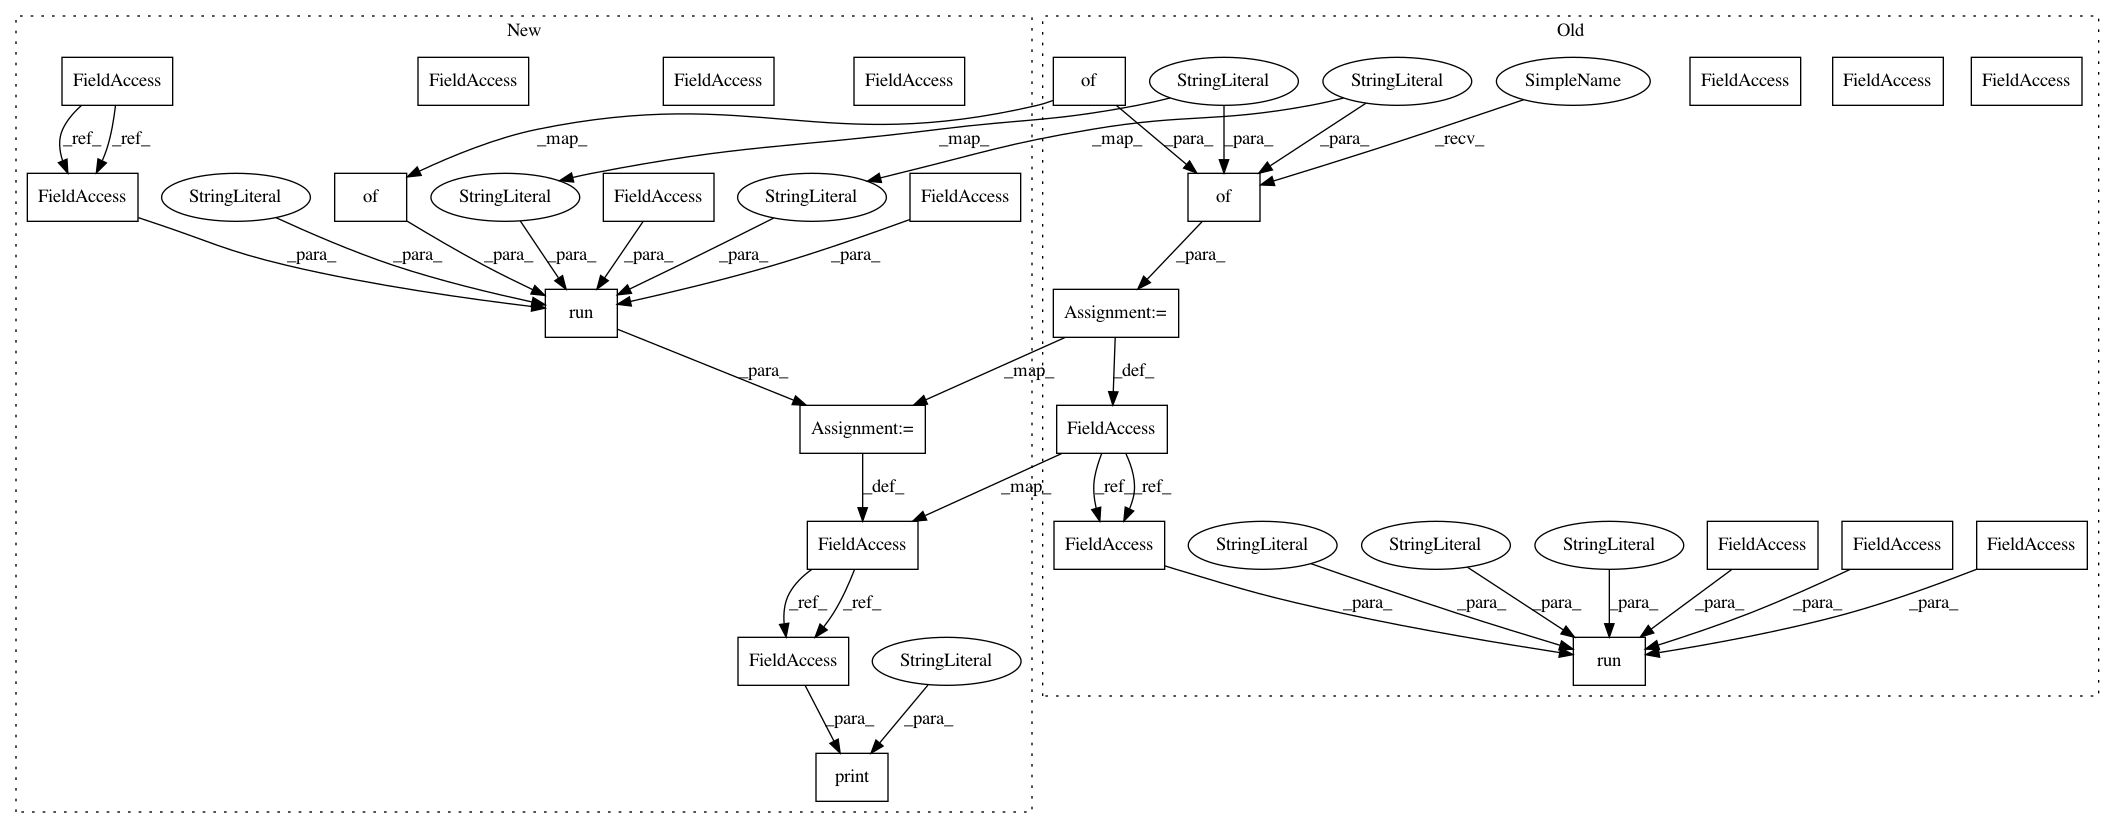 New
Old
FieldAccess
FieldAccess
FieldAccess
FieldAccess
of
StringLiteral
StringLiteral
SimpleName
FieldAccess
FieldAccess
FieldAccess
_ref_
_ref_
_map_
_map_
_map_
_para_
_para_
_para_
_recv_
FieldAccess
StringLiteral
of
StringLiteral
FieldAccess
StringLiteral
FieldAccess
of
_para_
_para_
_para_
_para_
_para_
_para_
_para_
_para_
run
Assignment:=
_para_
_map_
_def_
Assignment:=
FieldAccess
_def_
_map_
_ref_
_ref_
FieldAccess
FieldAccess
StringLiteral
StringLiteral
StringLiteral
FieldAccess
FieldAccess
FieldAccess
_ref_
_ref_
_para_
_para_
_para_
_para_
_para_
_para_
_para_
FieldAccess
StringLiteral
run
_para_
_para_
print